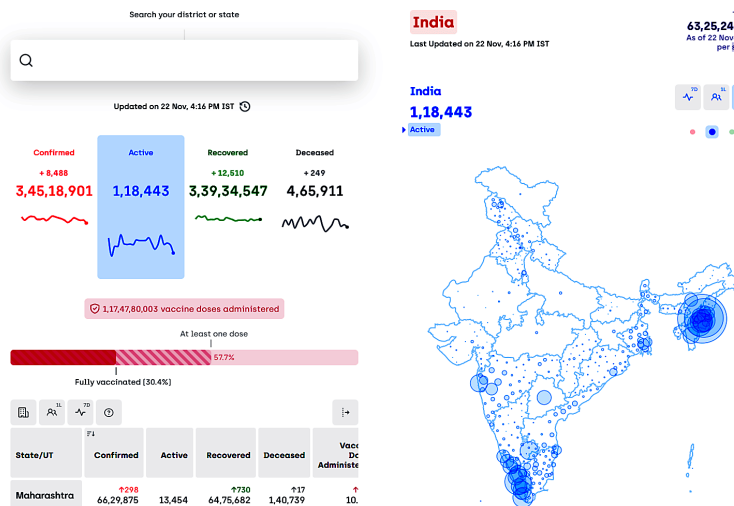 Search your district or state
Updated on 22 Nov, 4:16 PM IST
Confirmed
+ 8,488
3,45,18,901
Active
1,18,443
Recovered
+ 12,510
3,39,34,547
Deceased
+ 249
4,65,911
1,17,47,80,003 vaccine doses administered
At least one dose
57.7%
Fully vaccinated (30.4%)
1L
7D
State/UT
Confirmed
Active
Recovered
Deceased
Maharashtra
↑298
66,29,875
13,454
↑730
64,75,682
↑17
1,40,739
↑
10.
India
Last Updated on 22 Nov, 4:16 PM IST
63,25,24
As of 22 Nov
per
India
1,18,443
Active
7D
1L